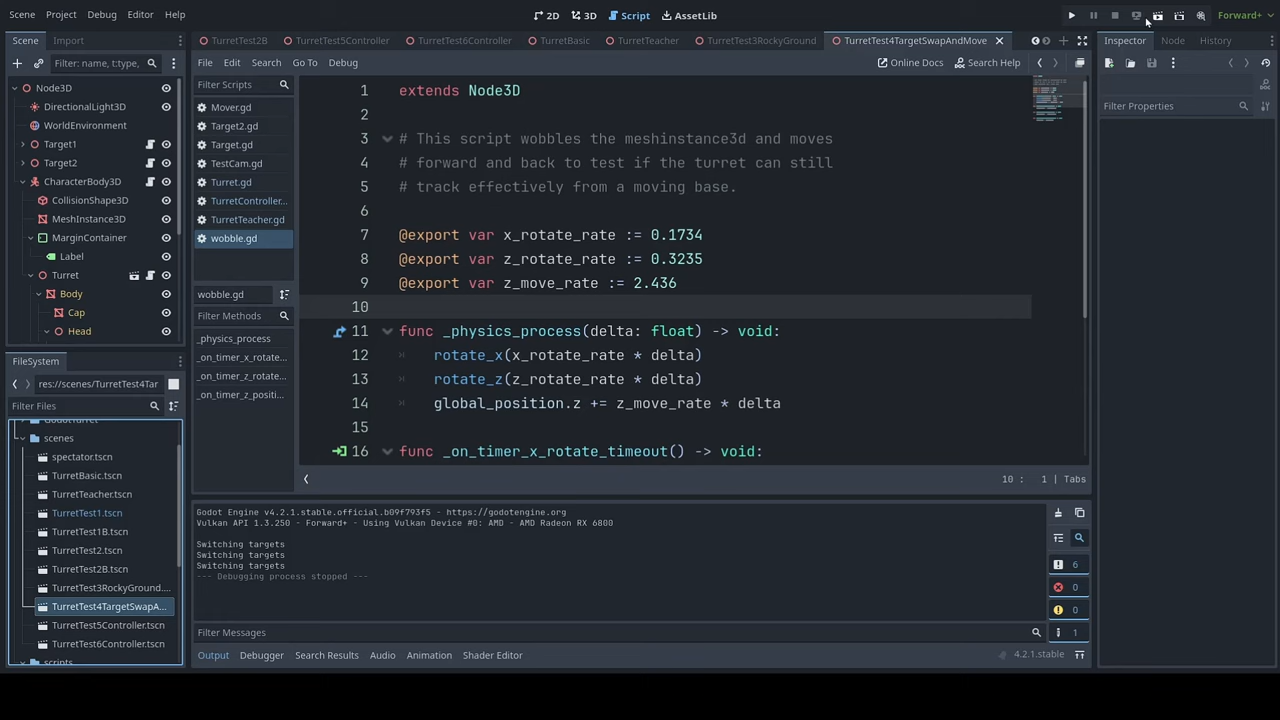 Scene Project Debug Editor Help
2D 3D Script AssetLib
Forward+
Scene Import
Filter: name, t:type,
Node3D
DirectionalLight3D
WorldEnvironment
Target1
Target2
CharacterBody3D
CollisionShape3D
MeshInstance3D
MarginContainer
Label
Turret
Body
Cap
Head
FileSystem
res://scenes/TurretTest4Tar
Filter Files
scenes
spectator.tscn
TurretBasic.tscn
TurretTeacher.tscn
TurretTest1.tscn
TurretTest1B.tscn
TurretTest2.tscn
TurretTest2B.tscn
TurretTest3RockyGround....
TurretTest4TargetSwapA...
TurretTest5Controller.tscn
TurretTest6Controller.tscn
scripts
TurretTest2B TurretTest5Controller TurretTest6Controller TurretBasic TurretTeacher TurretTest3RockyGround TurretTest4TargetSwapAndMove
File Edit Search Go To Debug
Online Docs Search Help
Filter Scripts
Mover.gd
Target2.gd
Target.gd
TestCam.gd
Turret.gd
TurretController...
TurretTeacher.gd
wobble.gd
wobble.gd
Filter Methods
_physics_process
_on_timer_x_rotate...
_on_timer_z_rotate...
_on_timer_z_positi...
1 extends Node3D
2
3 # This script wobbles the meshinstance3d and moves
4 # forward and back to test if the turret can still
5 # track effectively from a moving base.
6
7 @export var x_rotate_rate := 0.1734
8 @export var z_rotate_rate := 0.3235
9 @export var z_move_rate := 2.436
10
11 func _physics_process(delta: float) -> void:
12 rotate_x(x_rotate_rate * delta)
13 rotate_z(z_rotate_rate * delta)
14 global_position.z += z_move_rate * delta
15
16 func _on_timer_x_rotate_timeout() -> void:
10 : 1 | Tabs
Godot Engine v4.2.1.stable.official.b09f793f5 - https://godotengine.org
Vulkan API 1.3.250 - Forward+ - Using Vulkan Device #0: AMD - AMD Radeon RX 6800
Switching targets
Switching targets
Switching targets
--- Debugging process stopped ---
6
0
0
1
Filter Messages
Output Debugger Search Results Audio Animation Shader Editor
4.2.1.stable
Inspector Node History
Filter Properties